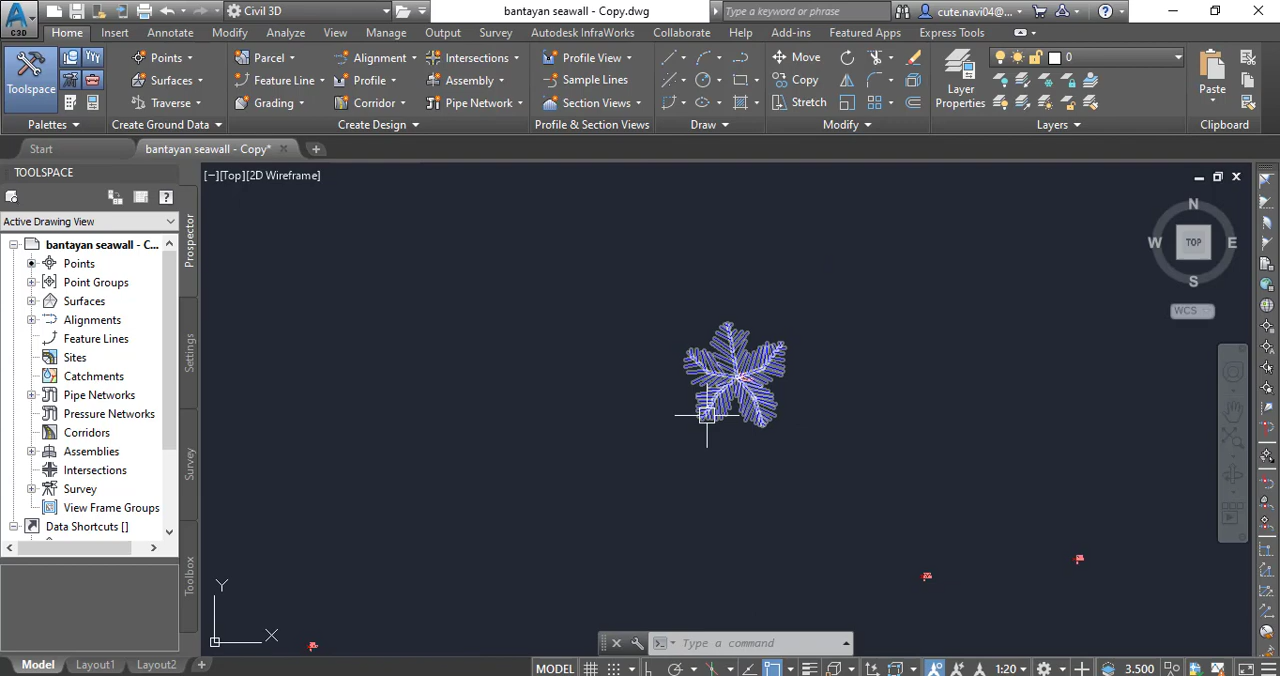 Civil 3D
bantayan seawall - Copy.dwg
Type a keyword or phrase
cute.navi04@...
C3D
Home Insert Annotate Modify Analyze View Manage Output Survey Autodesk InfraWorks Collaborate Help Add-ins Featured Apps Express Tools
Toolspace
Points
Surfaces
Traverse
Parcel
Feature Line
Grading
Alignment
Profile
Corridor
Intersections
Assembly
Pipe Network
Profile View
Sample Lines
Section Views
Move
Copy
Stretch
Layer
Properties
0
Paste
Palettes Create Ground Data Create Design Profile & Section Views Draw Modify Layers Clipboard
Start bantayan seawall - Copy*
TOOLSPACE
[−][Top][2D Wireframe]
Active Drawing View
bantayan seawall - C...
Points
Point Groups
Surfaces
Alignments
Feature Lines
Sites
Catchments
Pipe Networks
Pressure Networks
Corridors
Assemblies
Intersections
Survey
View Frame Groups
Data Shortcuts []
Prospector
Settings
Survey
Toolbox
N
W TOP E
S
WCS
Y
X
Type a command
Model Layout1 Layout2
MODEL 1:20 3.500